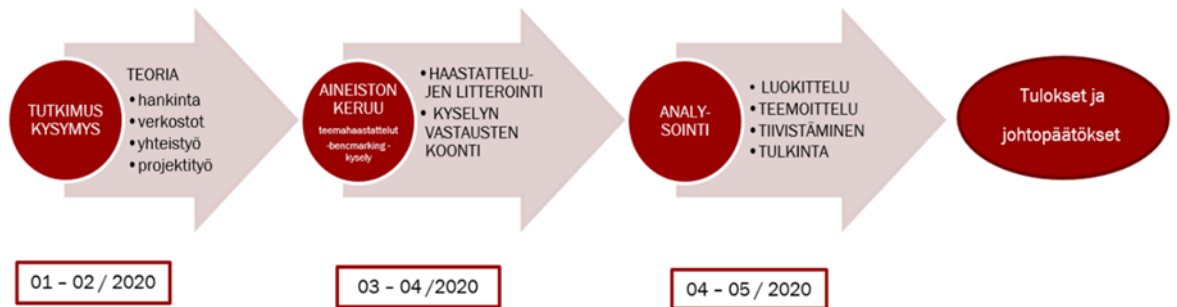 TUTKIMUS
KYSYMYS
TEORIA
•hankinta
•verkostot
•yhteistyö
•projektityö
AINEISTON
KERUU
teemahaastattelut
-bencmarking -
kysely
•HAASTATTELU-
JEN LITTEROINTI
• KYSELYN
VASTAUSTEN
KOONTI
ANALY-
SOINTI
• LUOKITTELU
•TEEMOITTELU
•TIIVISTÄMINEN
•TULKINTA
Tulokset ja
johtopäätökset
01 – 02 / 2020
03 – 04 /2020
04 – 05 / 2020